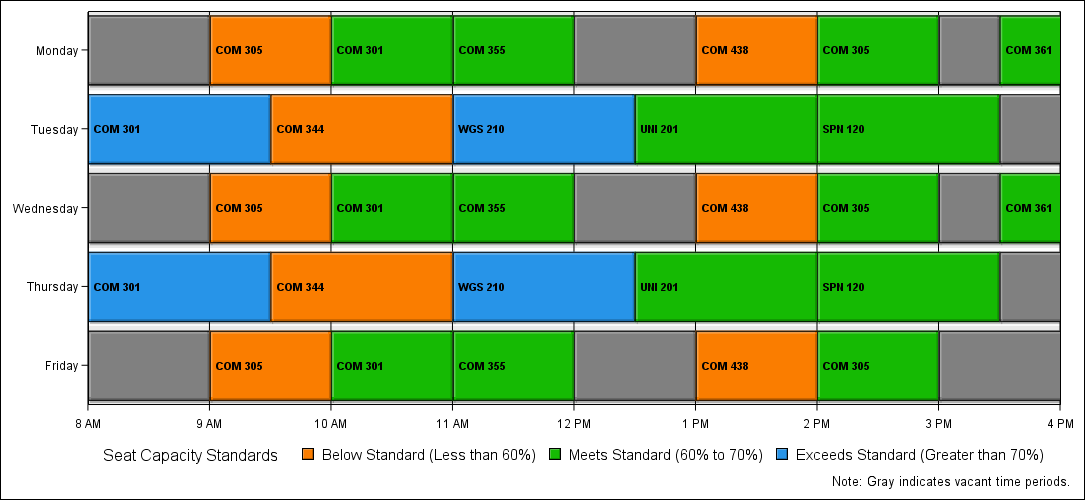 Monday COM 305 COM 301 COM 355 COM 438 COM 305 COM 361
Tuesday COM 301 COM 344 WGS 210 UNI 201 SPN 120
Wednesday COM 305 COM 301 COM 355 COM 438 COM 305 COM 361
Thursday COM 301 COM 344 WGS 210 UNI 201 SPN 120
Friday COM 305 COM 301 COM 355 COM 438 COM 305
8 AM 9 AM 10 AM 11 AM 12 PM 1 PM 2 PM 3 PM 4 PM
Seat Capacity Standards Below Standard (Less than 60%) Meets Standard (60% to 70%) Exceeds Standard (Greater than 70%)
Note: Gray indicates vacant time periods.